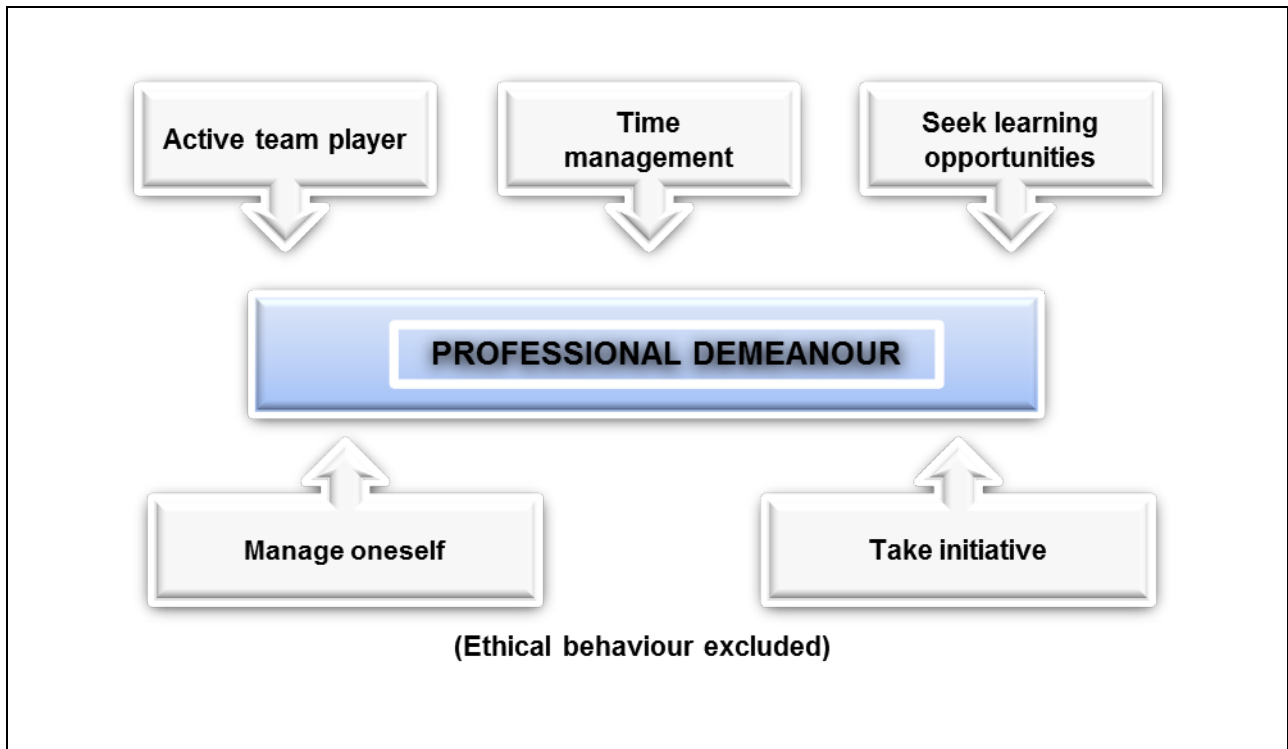 Active team player
Time
management
Seek learning
opportunities
PROFESSIONAL DEMEANOUR
Manage oneself
Take initiative
(Ethical behaviour excluded)